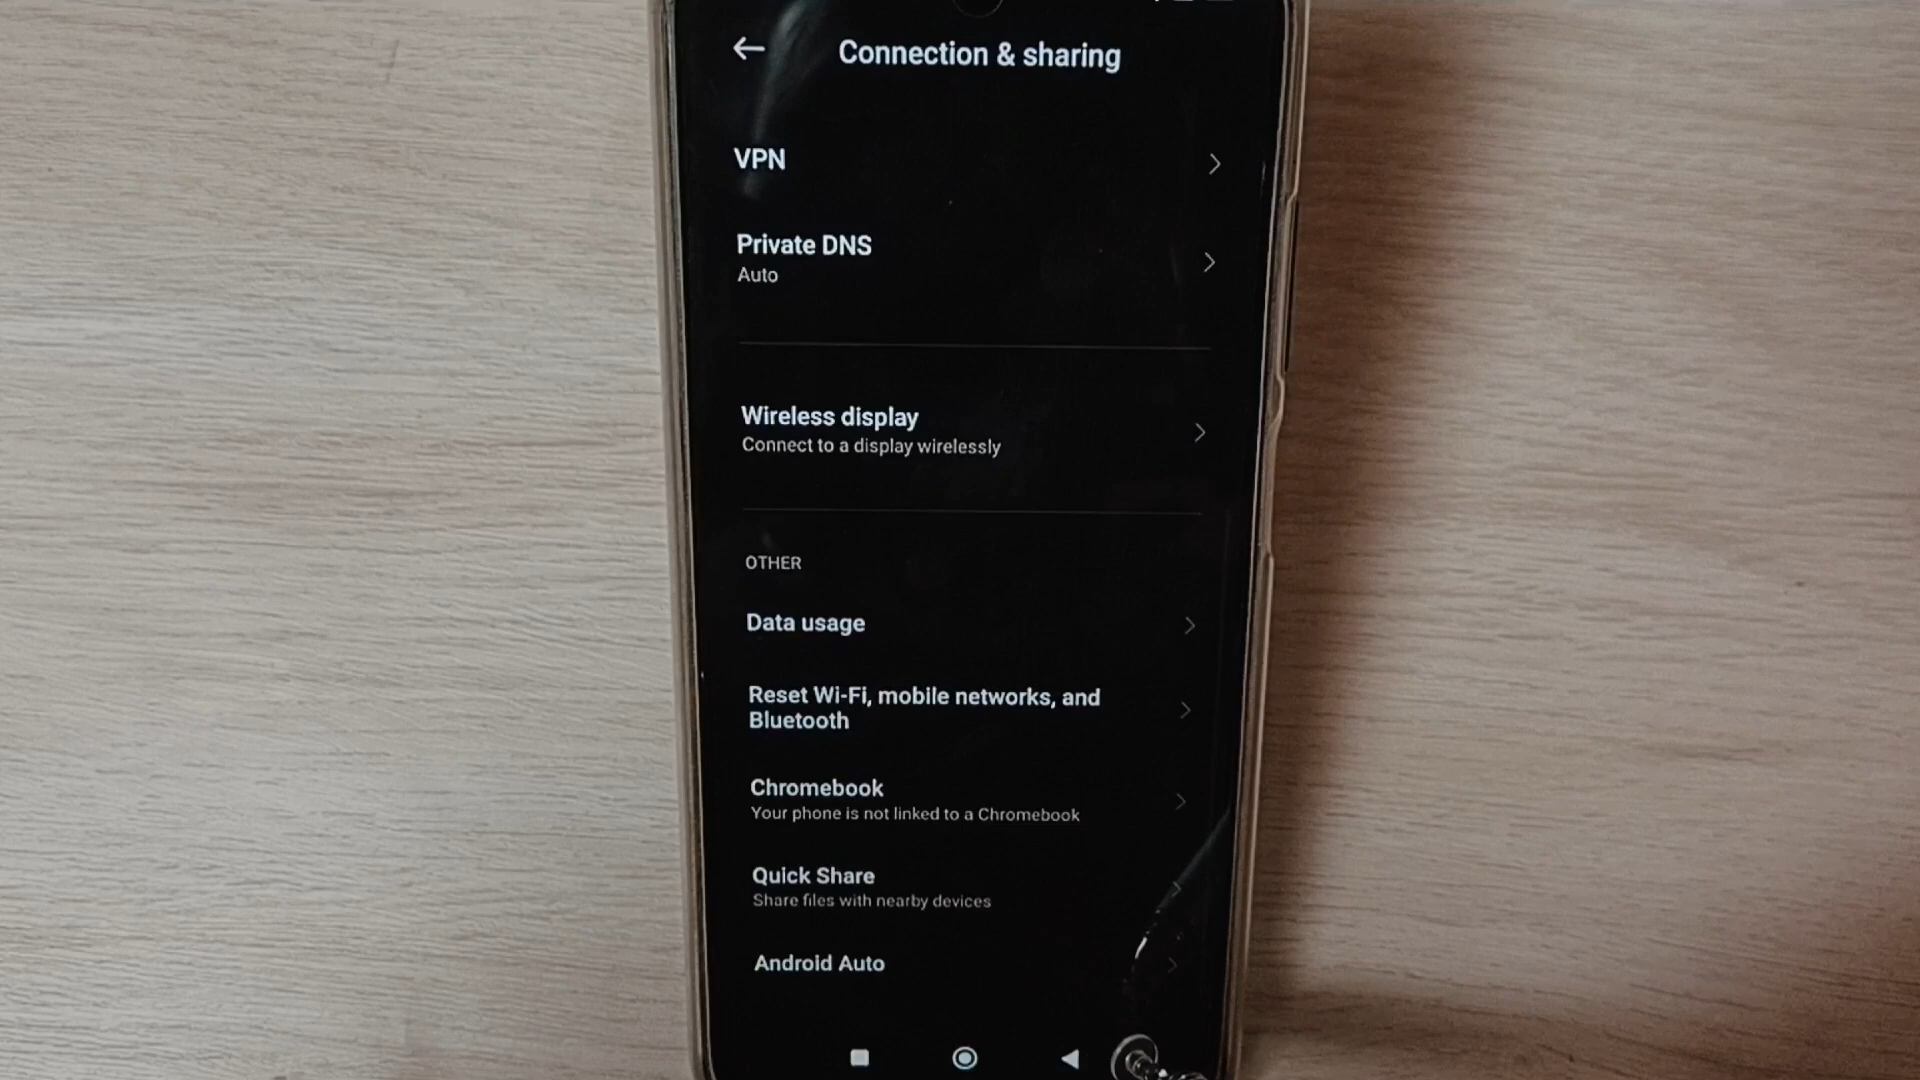 Connection & sharing
VPN
Private DNS
Auto
Wireless display
Connect to a display wirelessly
OTHER
Data usage
Reset Wi-Fi, mobile networks, and
Bluetooth
Chromebook
Your phone is not linked to a Chromebook
Quick Share
Share files with nearby devices
Android Auto